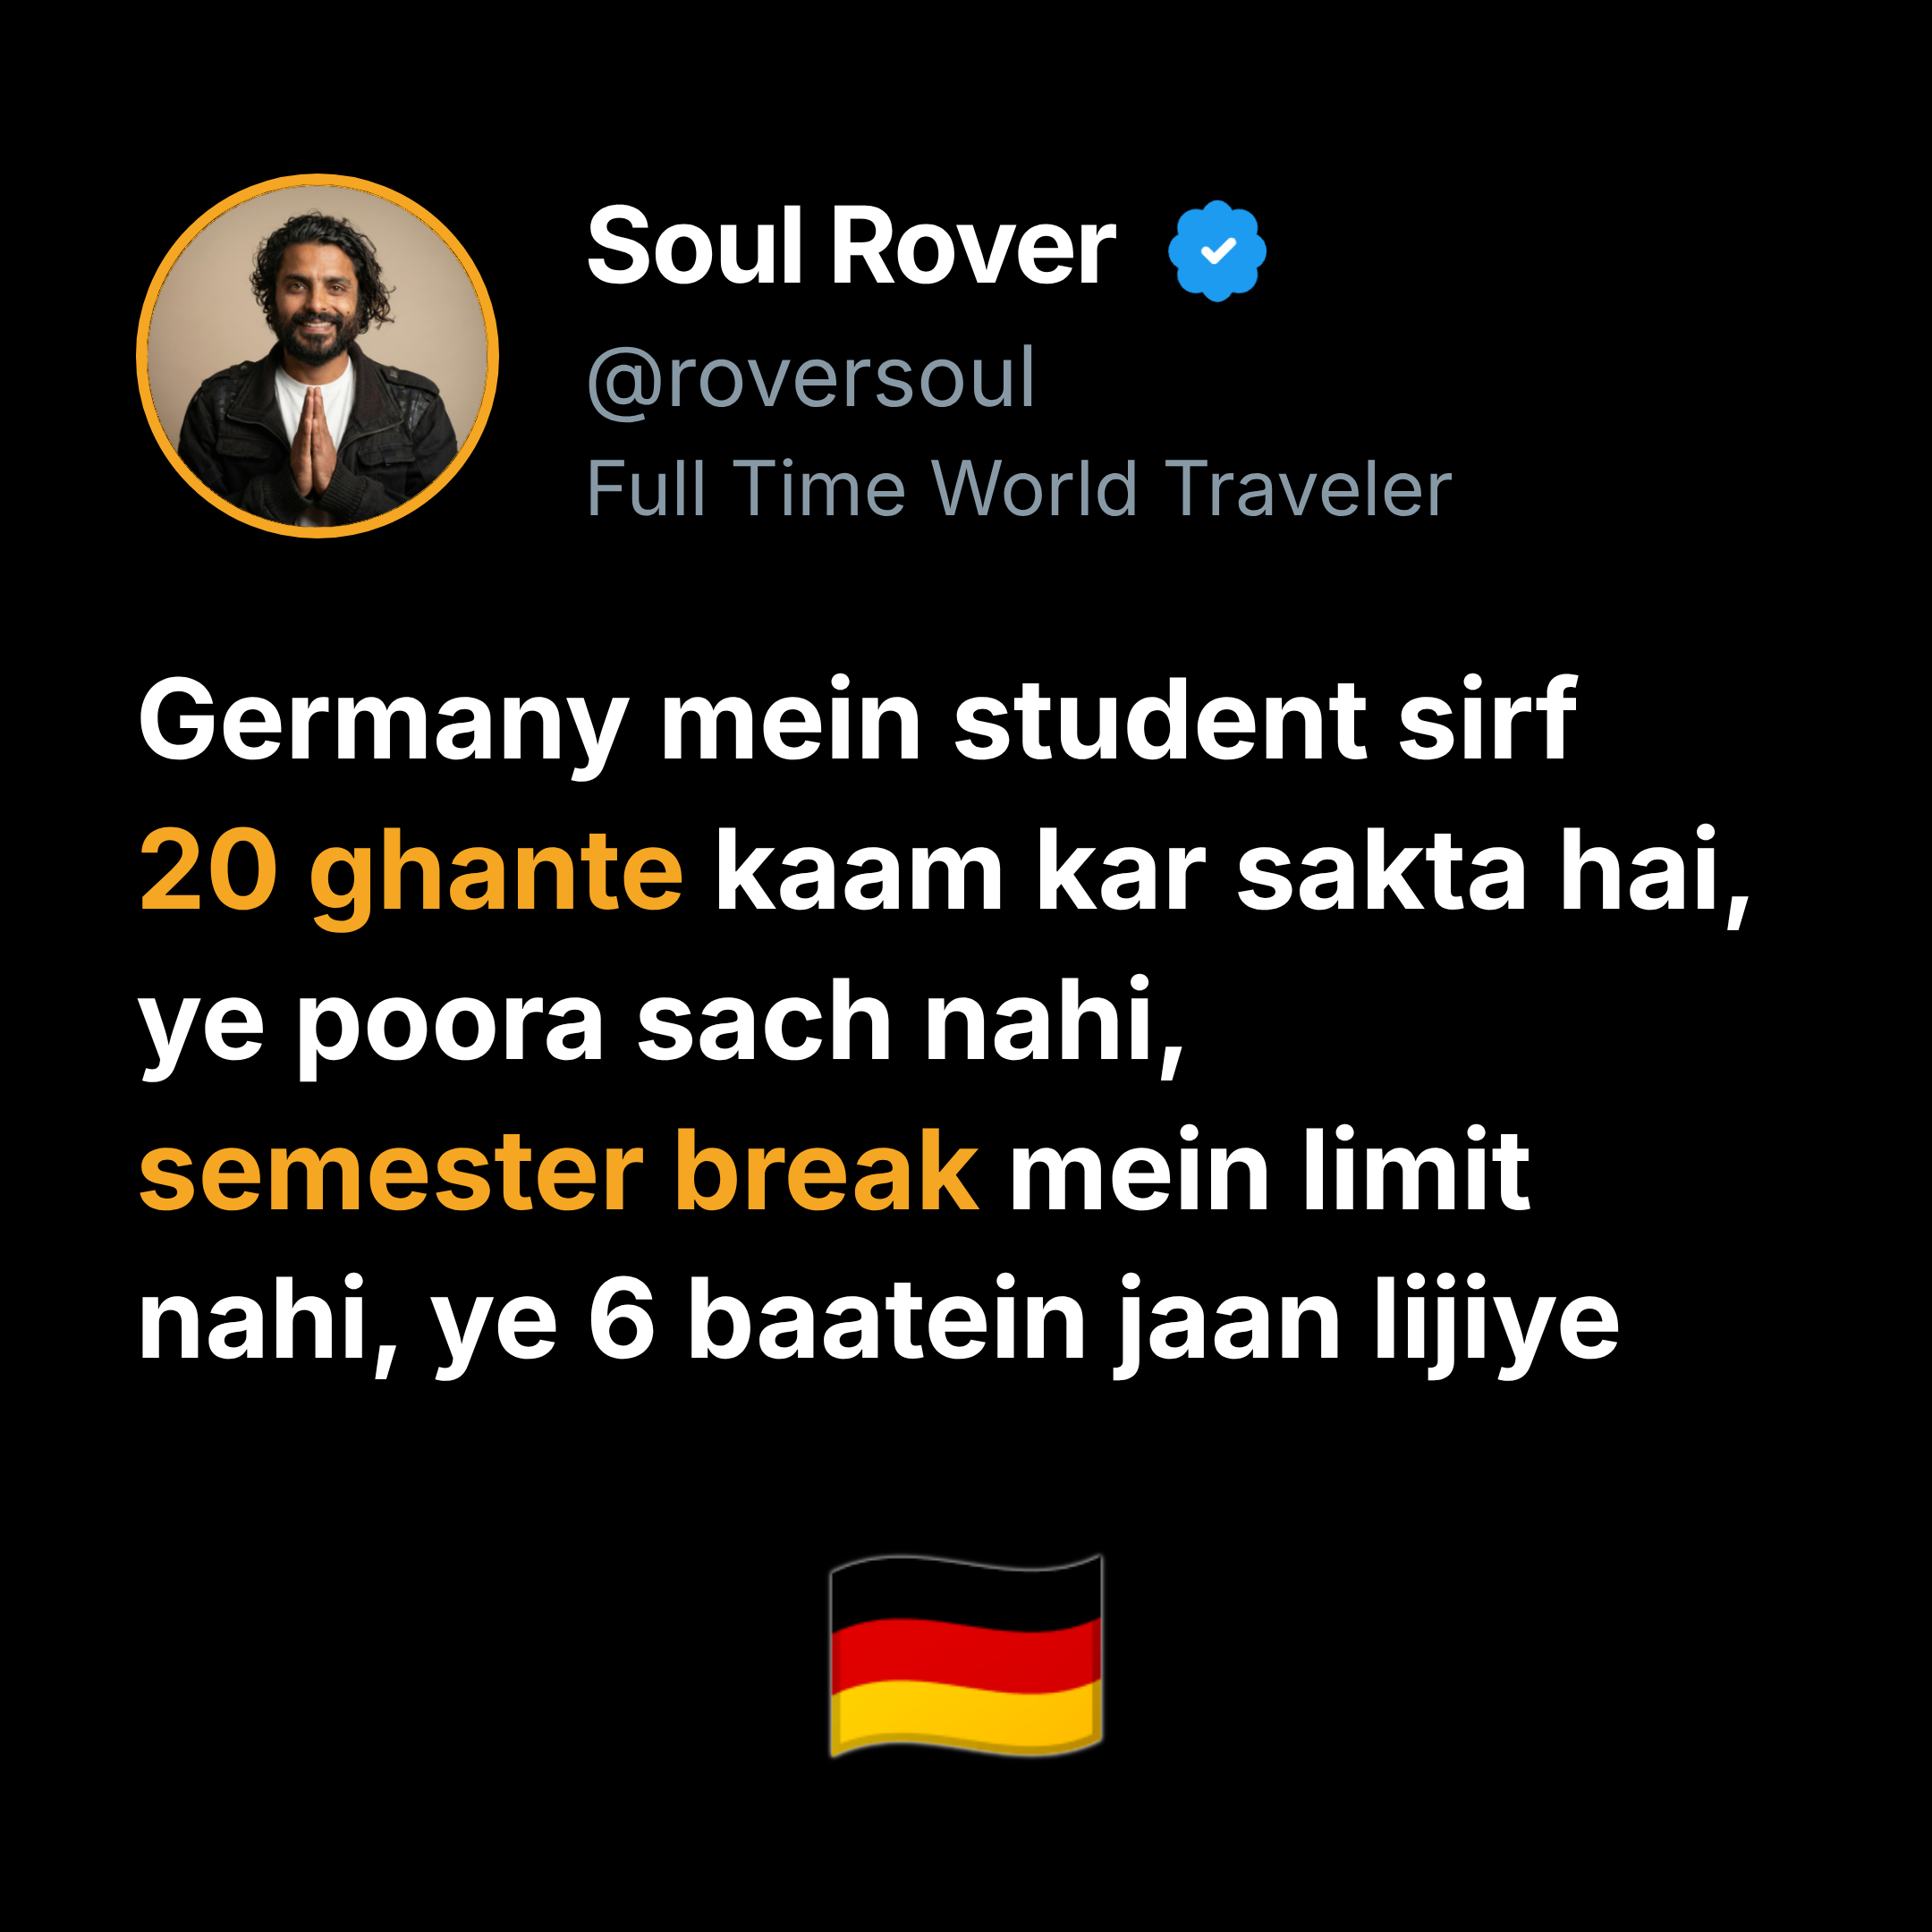 Soul Rover
@roversoul
Full Time World Traveler
Germany mein student sirf
20 ghante kaam kar sakta hai,
ye poora sach nahi,
semester break mein limit
nahi, ye 6 baatein jaan lijiye